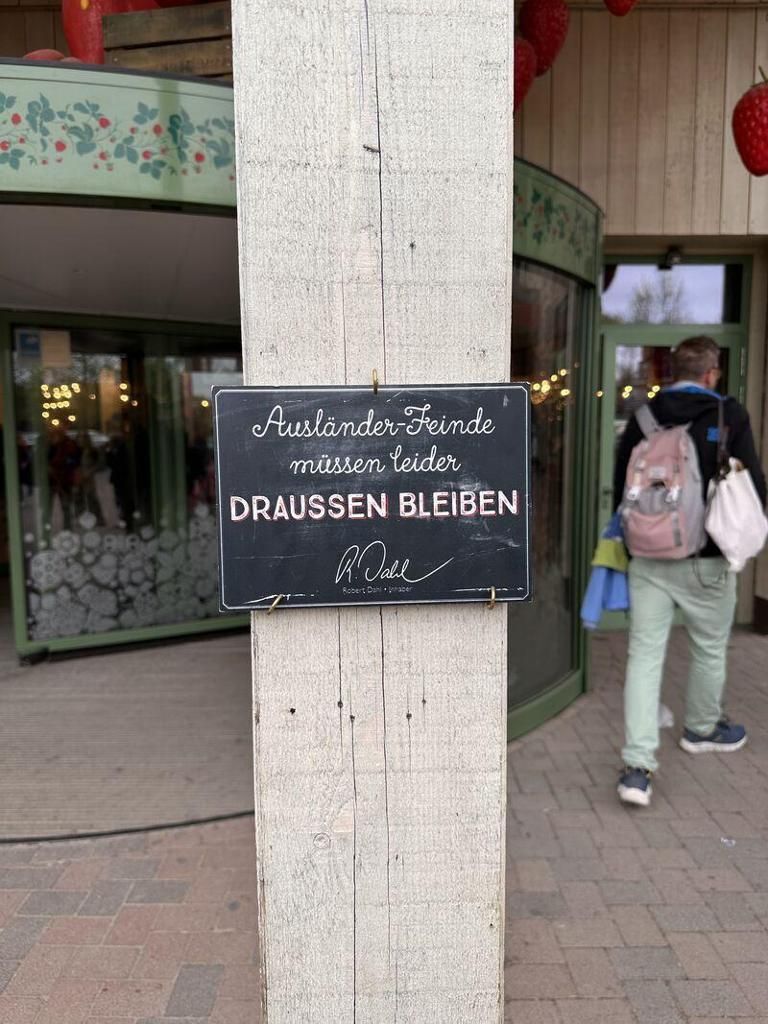 Ausländer-Feinde
müssen leider
DRAUSSEN BLEIBEN
R. Dahl
Robert Dahl • Inhaber